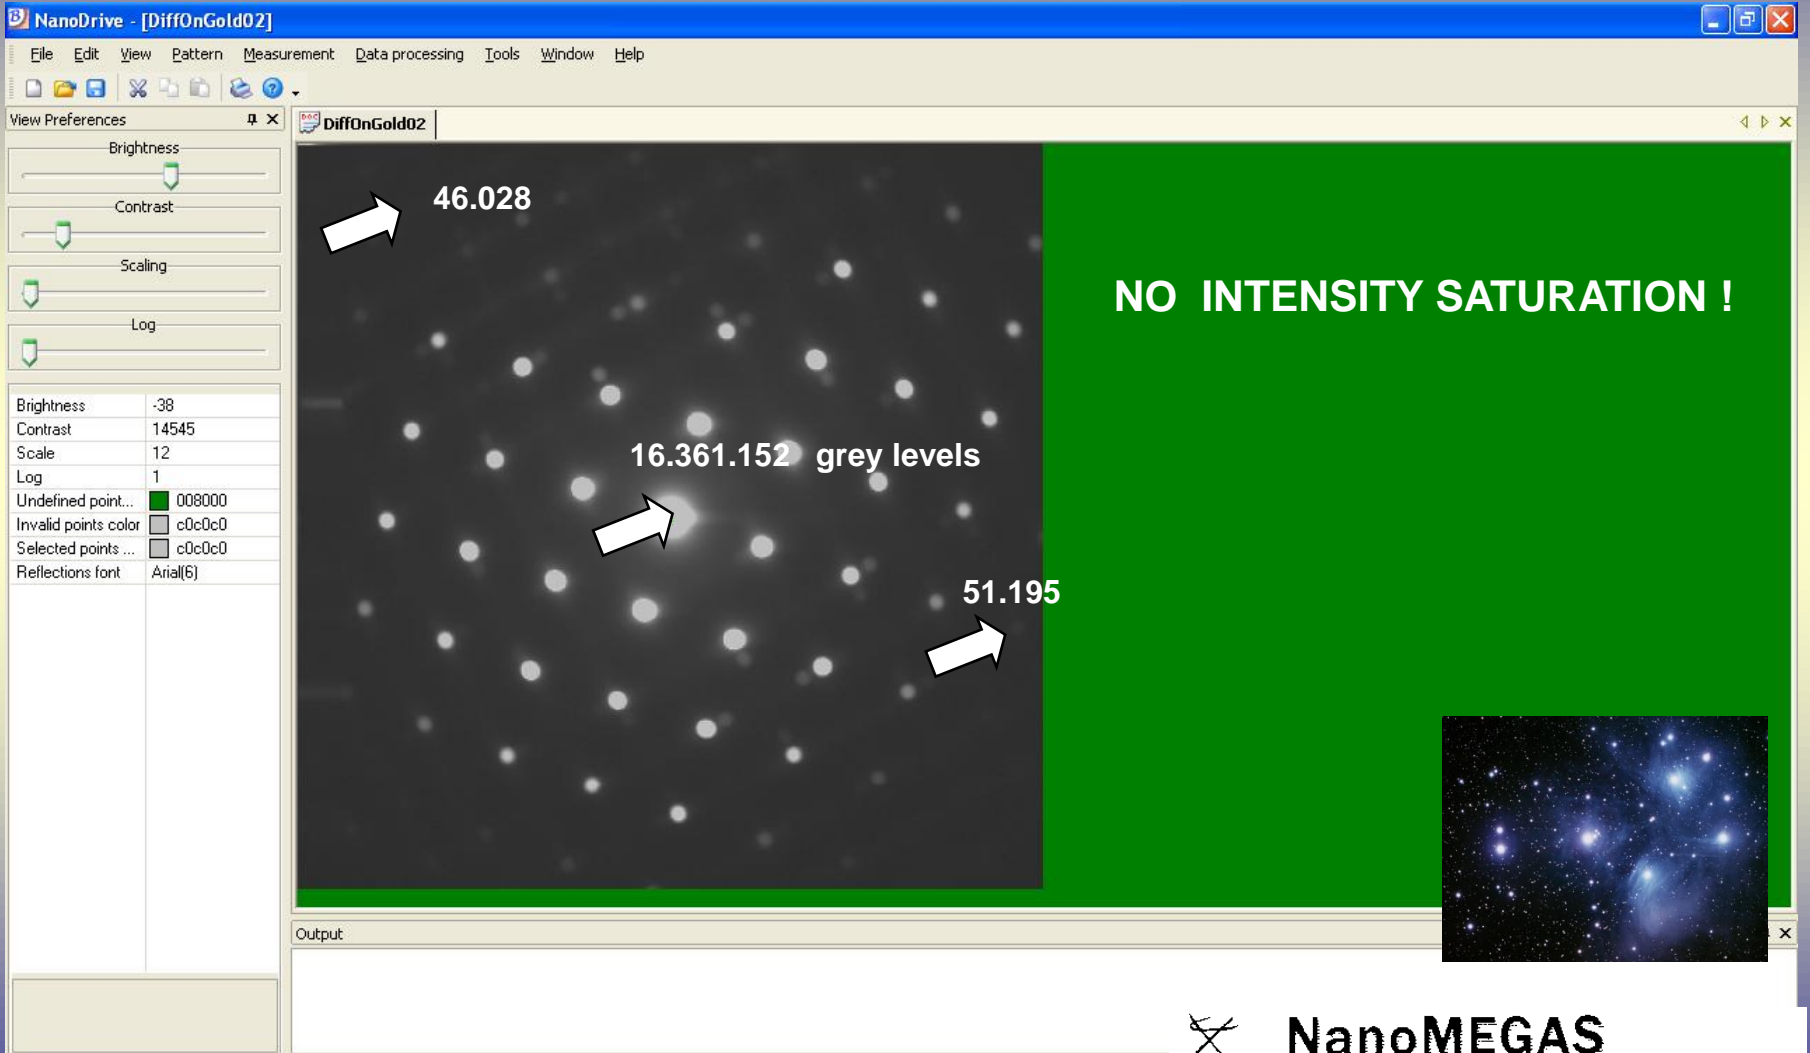 NanoDrive - [DiffOnGold02]
File Edit View Pattern Measurement Data processing Tools Window Help
View Preferences
DiffOnGold02
Brightness
Contrast
Scaling
Log
Brightness -38
Contrast 14545
Scale 12
Log 1
Undefined point... 008000
Invalid points color c0c0c0
Selected points ... c0c0c0
Reflections font Arial(6)
46.028
NO INTENSITY SATURATION !
16.361.152 grey levels
51.195
Output
NanoMEGAS